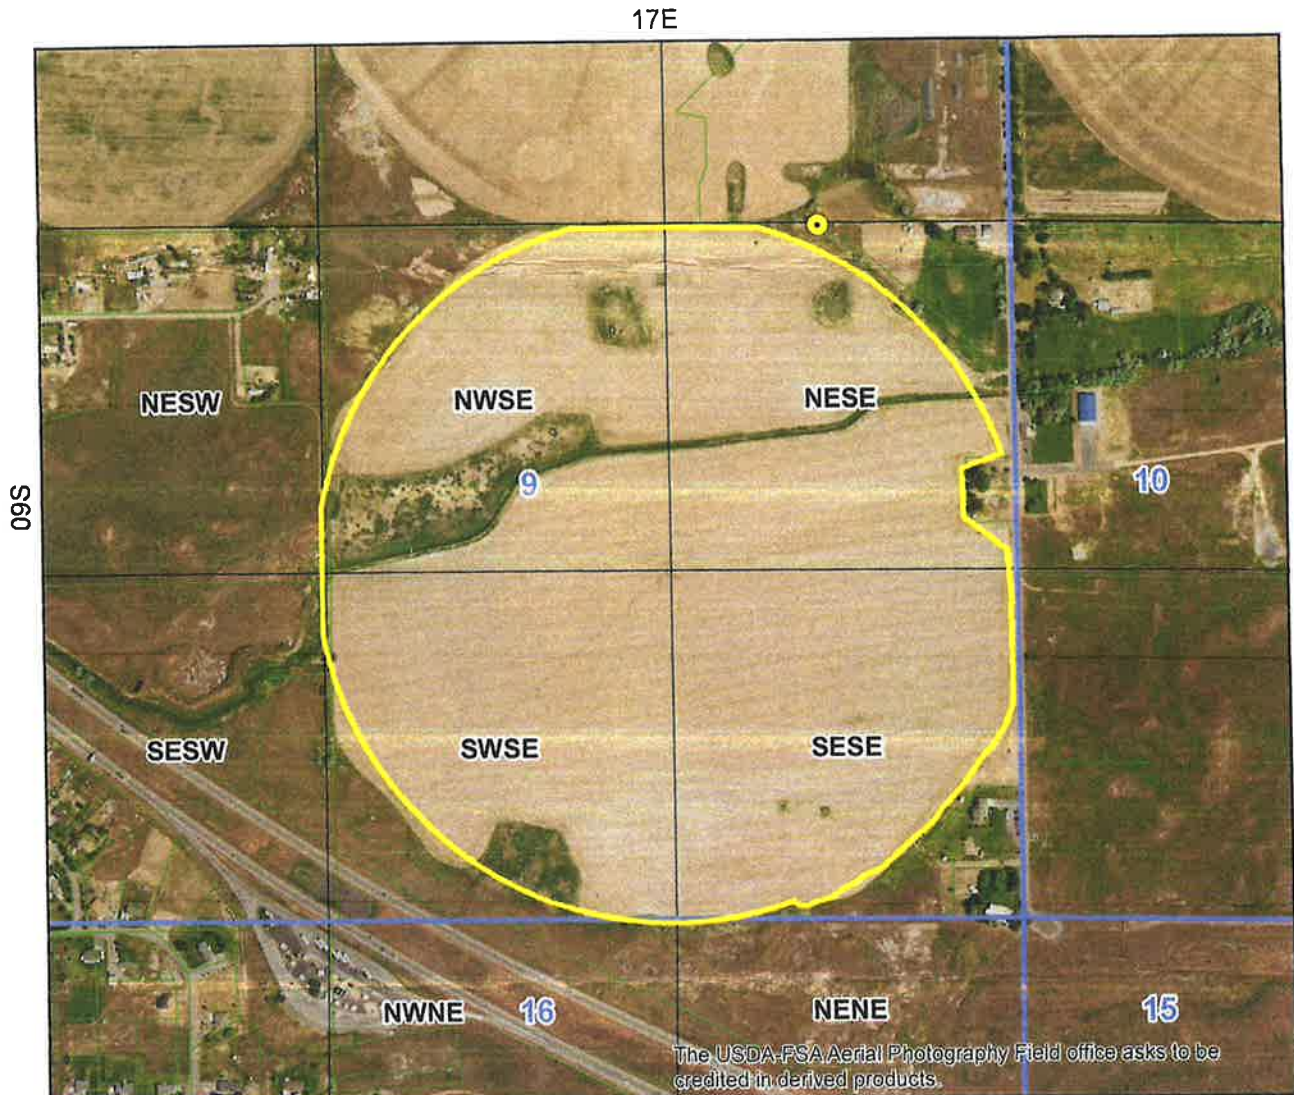 17E
NESW
NWSE
NESE
9
10
09S
SESW
SWSE
SESE
NWNE
16
NENE
15
The USDA-FSA Aerial Photography Field office asks to be
credited in derived products.